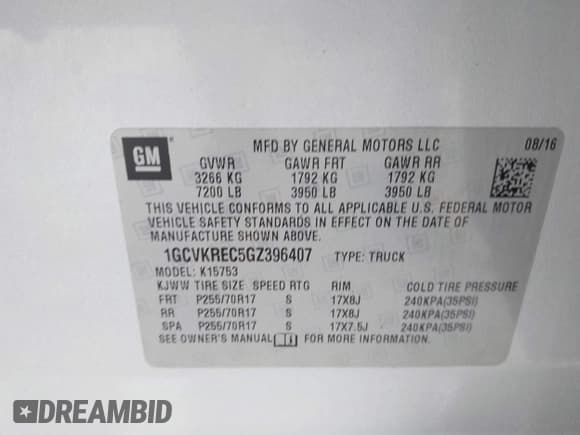 GM
MFD BY GENERAL MOTORS LLC 08/16
GVWR GAWR FRT GAWR RR
3266 KG 1792 KG 1792 KG
7200 LB 3950 LB 3950 LB
THIS VEHICLE CONFORMS TO ALL APPLICABLE U.S. FEDERAL MOTOR
VEHICLE SAFETY STANDARDS IN EFFECT ON THE DATE OF
MANUFACTURE SHOWN ABOVE.
1GCVKREC5GZ396407 TYPE: TRUCK
MODEL: K15753
KJWW TIRE SIZE SPEED RTG RIM COLD TIRE PRESSURE
FRT P255/70R17 S 17X8J 240KPA(35PSI)
RR P255/70R17 S 17X8J 240KPA(35PSI)
SPA P255/70R17 S 17X7.5J 240KPA(35PSI)
SEE OWNER'S MANUAL FOR MORE INFORMATION.
DREAMBID